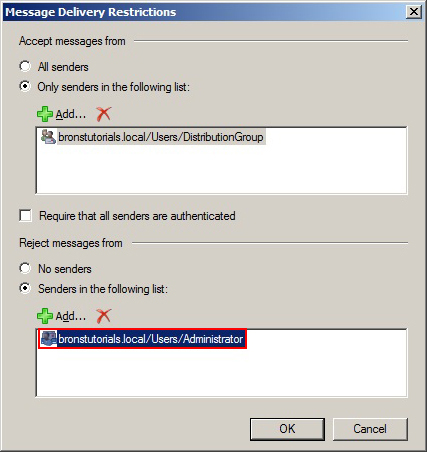 Message Delivery Restrictions
Accept messages from
All senders
Only senders in the following list:
Add...
bronstutorials.local/Users/DistributionGroup
Require that all senders are authenticated
Reject messages from
No senders
Senders in the following list:
Add...
bronstutorials.local/Users/Administrator
OK Cancel